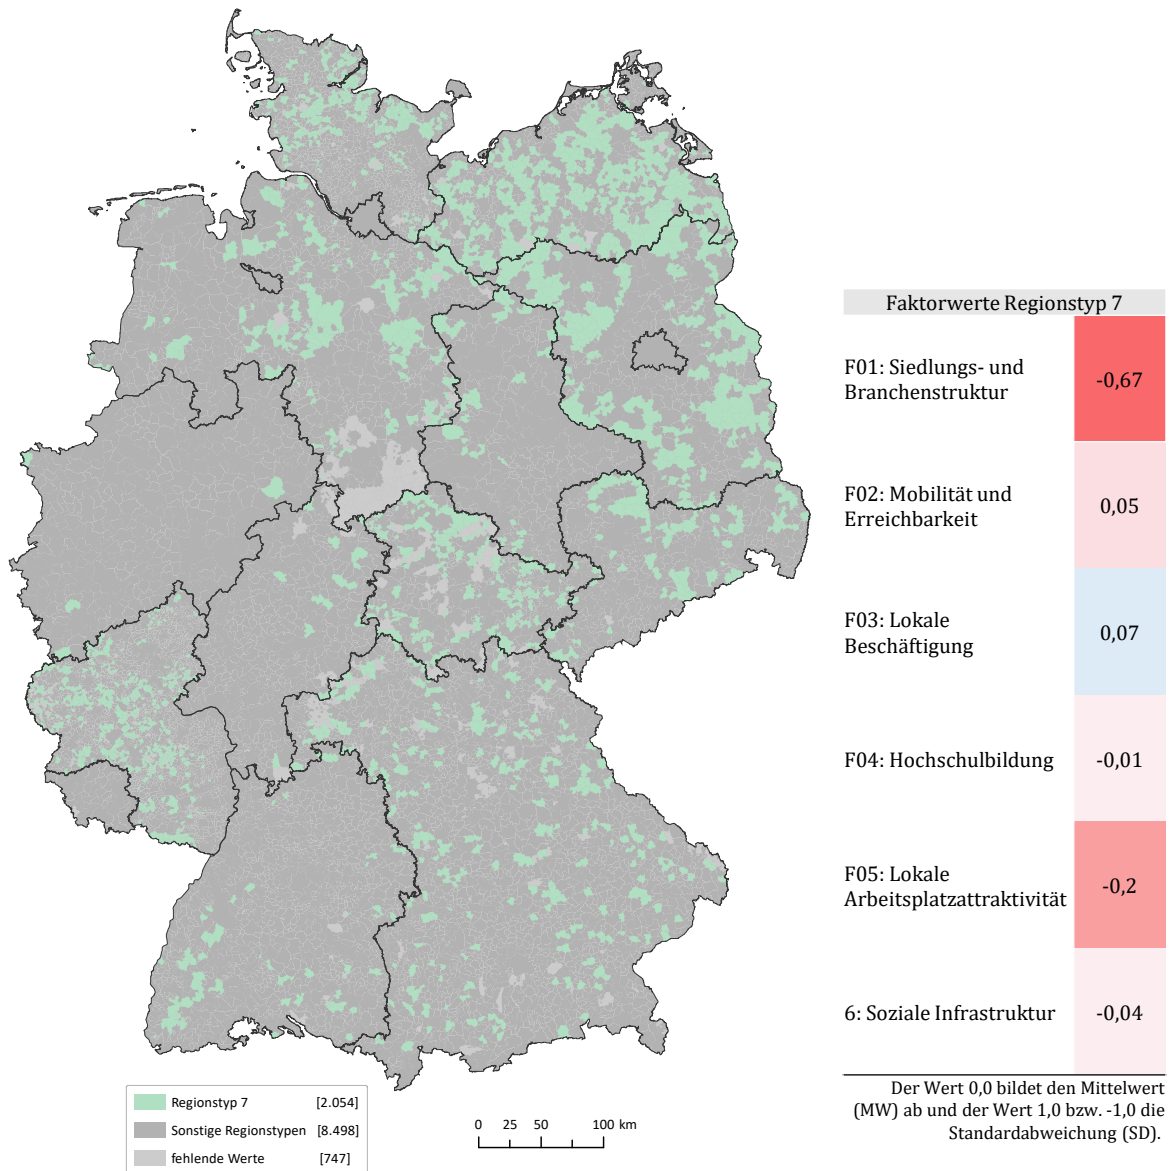 Faktorwerte Regionstyp 7
F01: Siedlungs- und
Branchenstruktur
-0,67
F02: Mobilität und
Erreichbarkeit
0,05
F03: Lokale
Beschäftigung
0,07
F04: Hochschulbildung
-0,01
F05: Lokale
Arbeitsplatzattraktivität
-0,2
6: Soziale Infrastruktur
-0,04
Der Wert 0,0 bildet den Mittelwert
(MW) ab und der Wert 1,0 bzw. -1,0 die
Standardabweichung (SD).
Regionstyp 7 [2.054]
Sonstige Regionstypen [8.498]
fehlende Werte [747]
0 25 50 100 km